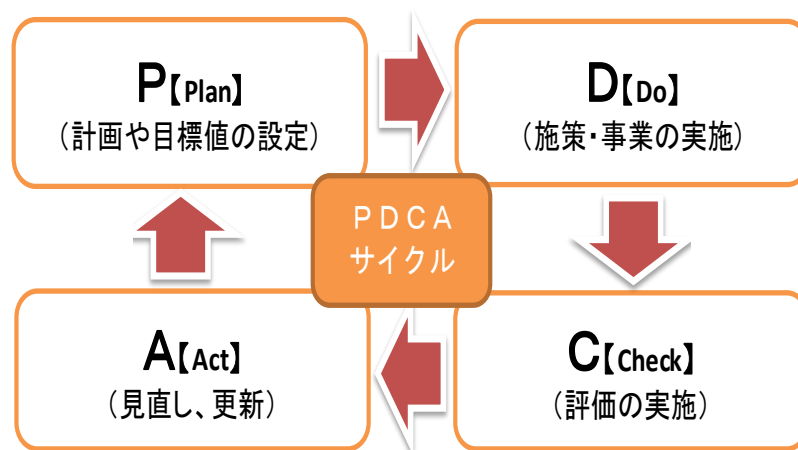 P【Plan】
（計画や目標値の設定）
D【Do】
（施策・事業の実施）
PDCA
サイクル
A【Act】
（見直し、更新）
C【Check】
（評価の実施）